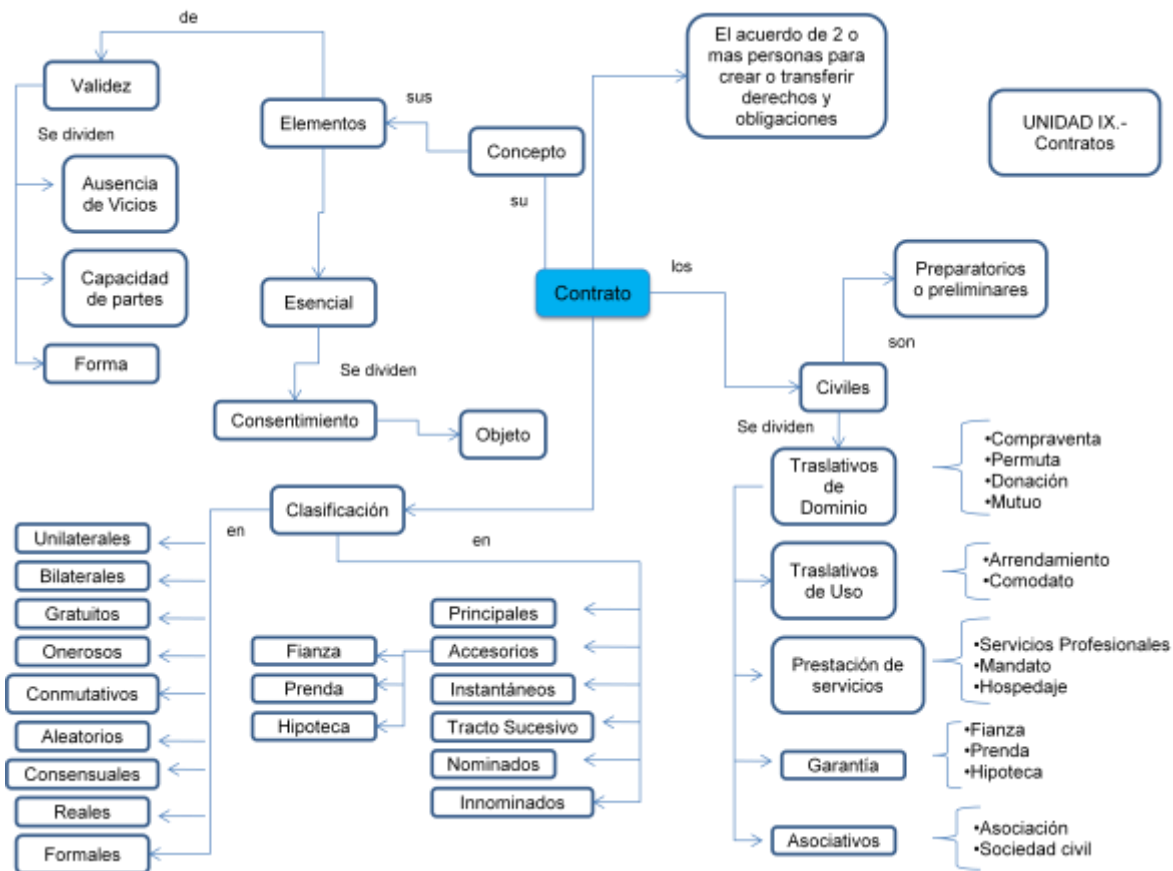 de
Validez
Se dividen
Ausencia
de Vicios
Capacidad
de partes
Forma
Elementos
sus
Concepto
su
Esencial
Se dividen
Consentimiento
Objeto
El acuerdo de 2 o
mas personas para
crear o transferir
derechos y
obligaciones
UNIDAD IX.-
Contratos
Contrato
los
Preparatorios
o preliminares
son
Civiles
Se dividen
Traslativos
de
Dominio
•Compraventa
•Permuta
•Donación
•Mutuo
Traslativos
de Uso
•Arrendamiento
•Comodato
Prestación de
servicios
•Servicios Profesionales
•Mandato
•Hospedaje
Garantía
•Fianza
•Prenda
•Hipoteca
Asociativos
•Asociación
•Sociedad civil
Clasificación
en
en
Unilaterales
Bilaterales
Gratuitos
Onerosos
Conmutativos
Aleatorios
Consensuales
Reales
Formales
Principales
Accesorios
Instantáneos
Tracto Sucesivo
Nominados
Innominados
Fianza
Prenda
Hipoteca